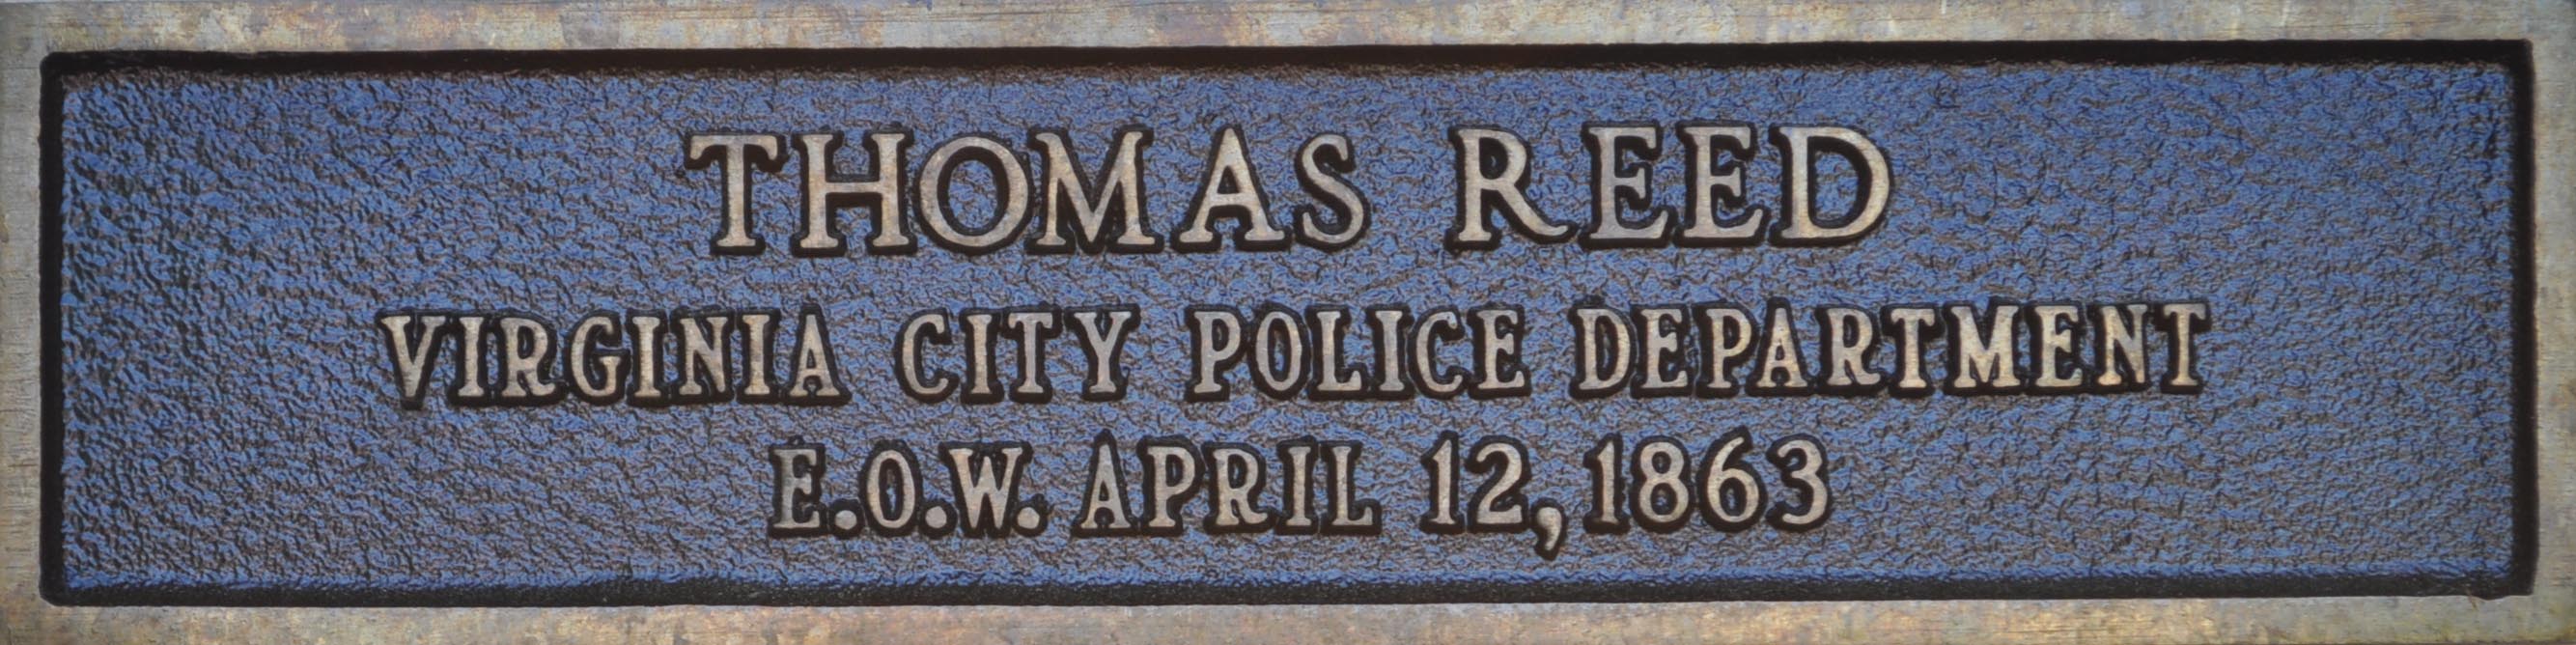 THOMAS REED
VIRGINIA CITY POLICE DEPARTMENT
E.O.W. APRIL 12, 1863